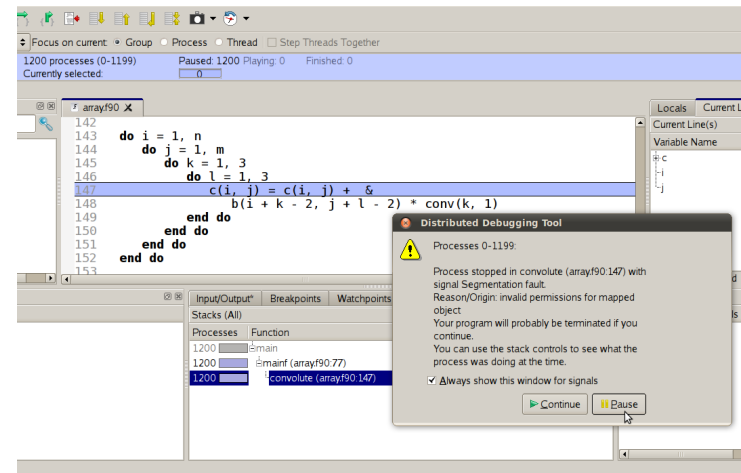 Focus on current: Group Process Thread Step Threads Together
1200 processes (0-1199) Paused: 1200 Playing: 0 Finished: 0
Currently selected: 0
array.f90
Locals Current L
Current Line(s)
Variable Name
c
i
j
142
143 do i = 1, n
144 do j = 1, m
145 do k = 1, 3
146 do l = 1, 3
147 c(i, j) = c(i, j) + &
148 b(i + k - 2, j + l - 2) * conv(k, 1)
149 end do
150 end do
151 end do
152 end do
153
Distributed Debugging Tool
Processes 0-1199:
Process stopped in convolute (array.f90:147) with
signal Segmentation fault.
Reason/Origin: invalid permissions for mapped
object
Your program will probably be terminated if you
continue.
You can use the stack controls to see what the
process was doing at the time.
Always show this window for signals
Continue Pause
Input/Output* Breakpoints Watchpoints
Stacks (All)
Processes Function
1200 main
1200 mainf (array.f90:77)
1200 convolute (array.f90:147)